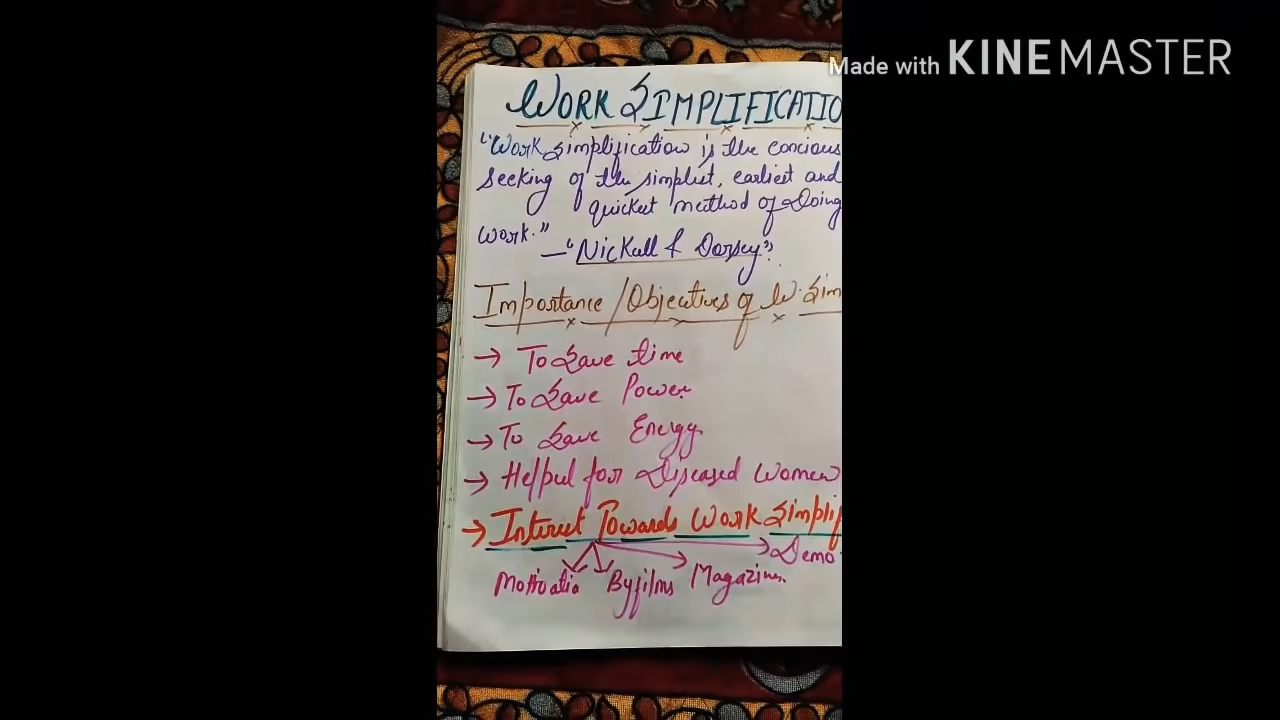 Made with KINEMASTER
WORK SIMPLIFICATIO
"Work simplification is the concious
seeking of the simplest, earliest and
quickest method of Doing
work."
— "Nickell & Dorsey".
Importance/Objectives of W. Sim
→ To Save time
→ To Save Power
→ To Save Energy
→ Helpful for Diseased Women
→ Interest Towards Work Simplif
Demo
Motivatio By films Magazines